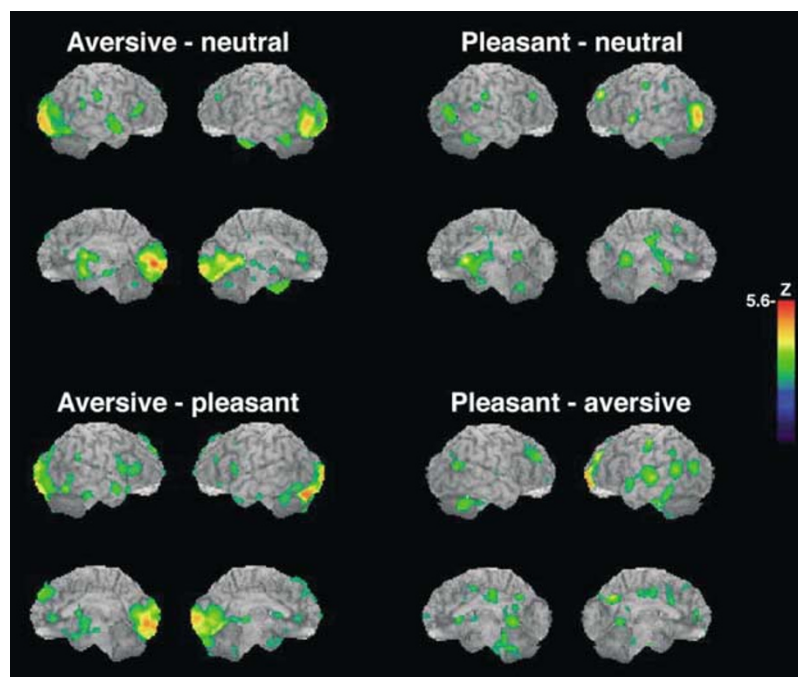 Aversive - neutral
Pleasant - neutral
Z
5.6-
Aversive - pleasant
Pleasant - aversive